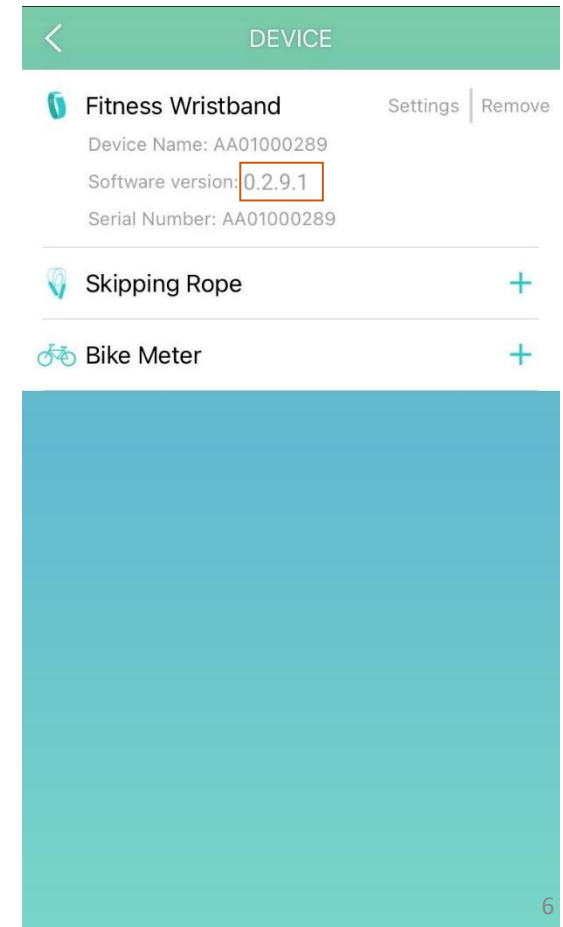 DEVICE
Fitness Wristband Settings Remove
Device Name: AA01000289
Software version: 0.2.9.1
Serial Number: AA01000289
Skipping Rope
Bike Meter
6